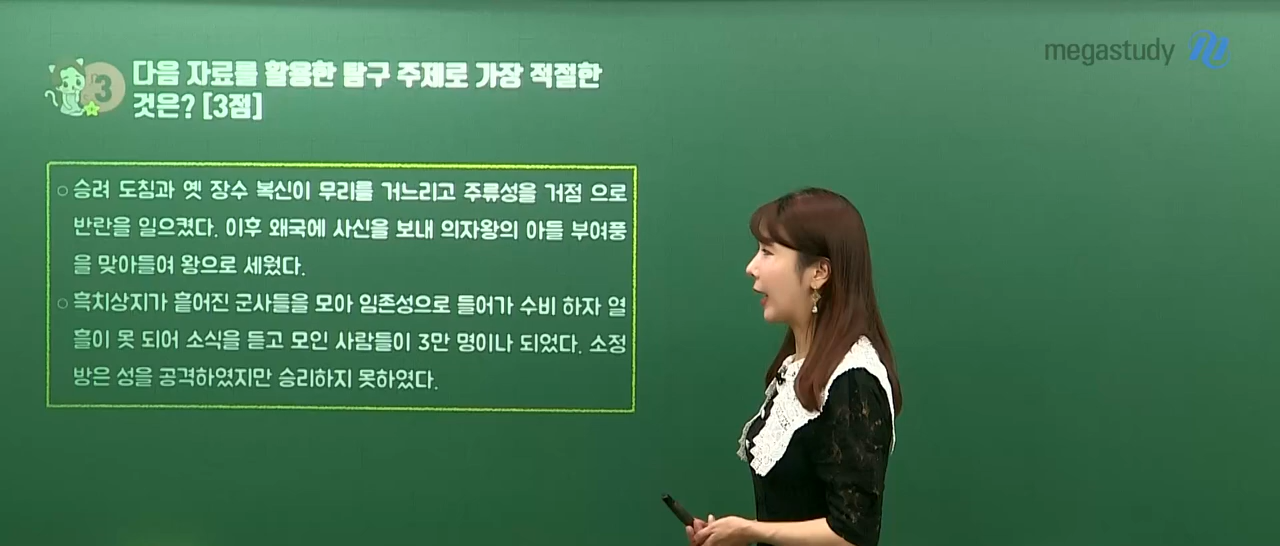 megastudy M
3 다음 자료를 활용한 탐구 주제로 가장 적절한
것은? [3점]
○ 승려 도침과 옛 장수 복신이 무리를 거느리고 주류성을 거점 으로
반란을 일으켰다. 이후 왜국에 사신을 보내 의자왕의 아들 부여풍
을 맞아들여 왕으로 세웠다.
○ 흑치상지가 흩어진 군사들을 모아 임존성으로 들어가 수비 하자 열
흘이 못 되어 소식을 듣고 모인 사람들이 3만 명이나 되었다. 소정
방은 성을 공격하였지만 승리하지 못하였다.